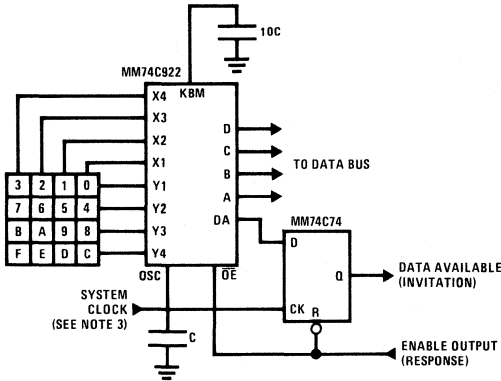 10C
MM74C922
KBM
X4
X3
X2
X1
Y1
Y2
Y3
Y4
D
C
B
A
DA
TO DATA BUS
3 2 1 0
7 6 5 4
B A 9 8
F E D C
OSC
OE
MM74C74
D
Q
CK
R
DATA AVAILABLE
(INVITATION)
SYSTEM
CLOCK
(SEE NOTE 3)
C
ENABLE OUTPUT
(RESPONSE)